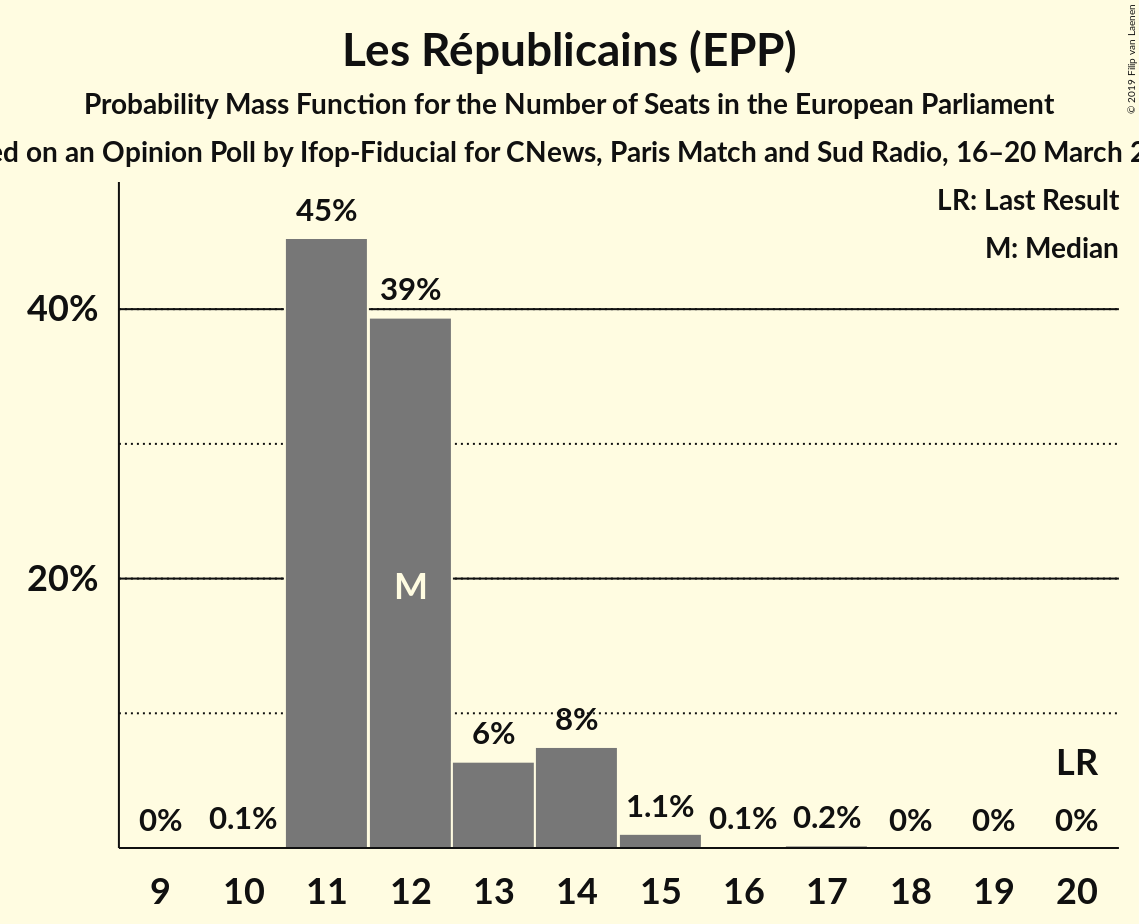 Les Républicains (EPP)
Probability Mass Function for the Number of Seats in the European Parliament
on an Opinion Poll by Ifop-Fiducial for CNews, Paris Match and Sud Radio, 16–20 March
© 2019 Filip van Laenen
LR: Last Result
M: Median
45%
39%
40%
M
20%
6%
8%
LR
0%
0.1%
1.1%
0.1%
0.2%
0%
0%
0%
9 10 11 12 13 14 15 16 17 18 19 20